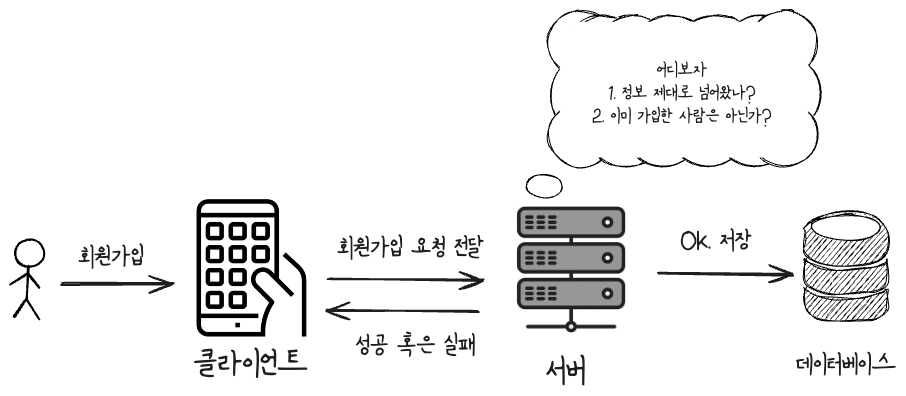 어디보자
1. 정보 제대로 넘어왔나?
2. 이미 가입한 사람은 아닌가?
회원가입
회원가입 요청 전달
Ok. 저장
성공 혹은 실패
클라이언트
서버
데이터베이스